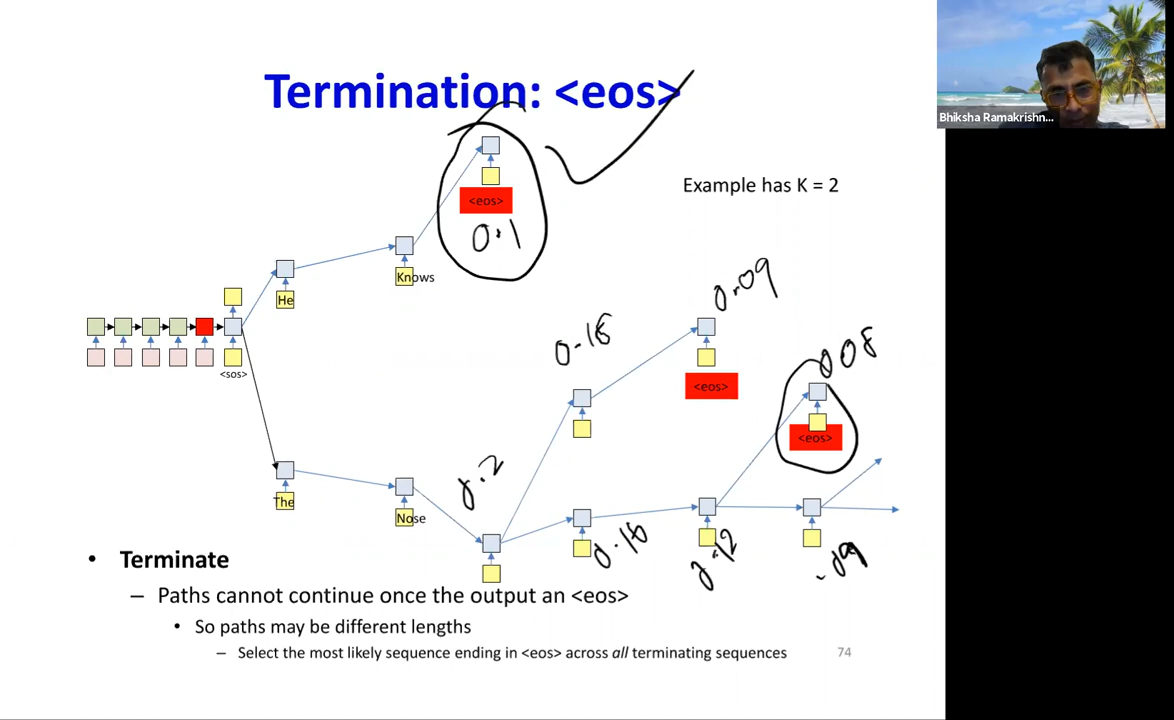 Termination: <eos>
Bhiksha Ramakrishn...
Example has K = 2
<eos>
0.1
Knows
He
<sos>
0.09
0.18
<eos>
0.08
<eos>
The
0.2
Nose
0.18
0.12
.09
• Terminate
– Paths cannot continue once the output an <eos>
• So paths may be different lengths
– Select the most likely sequence ending in <eos> across all terminating sequences
74